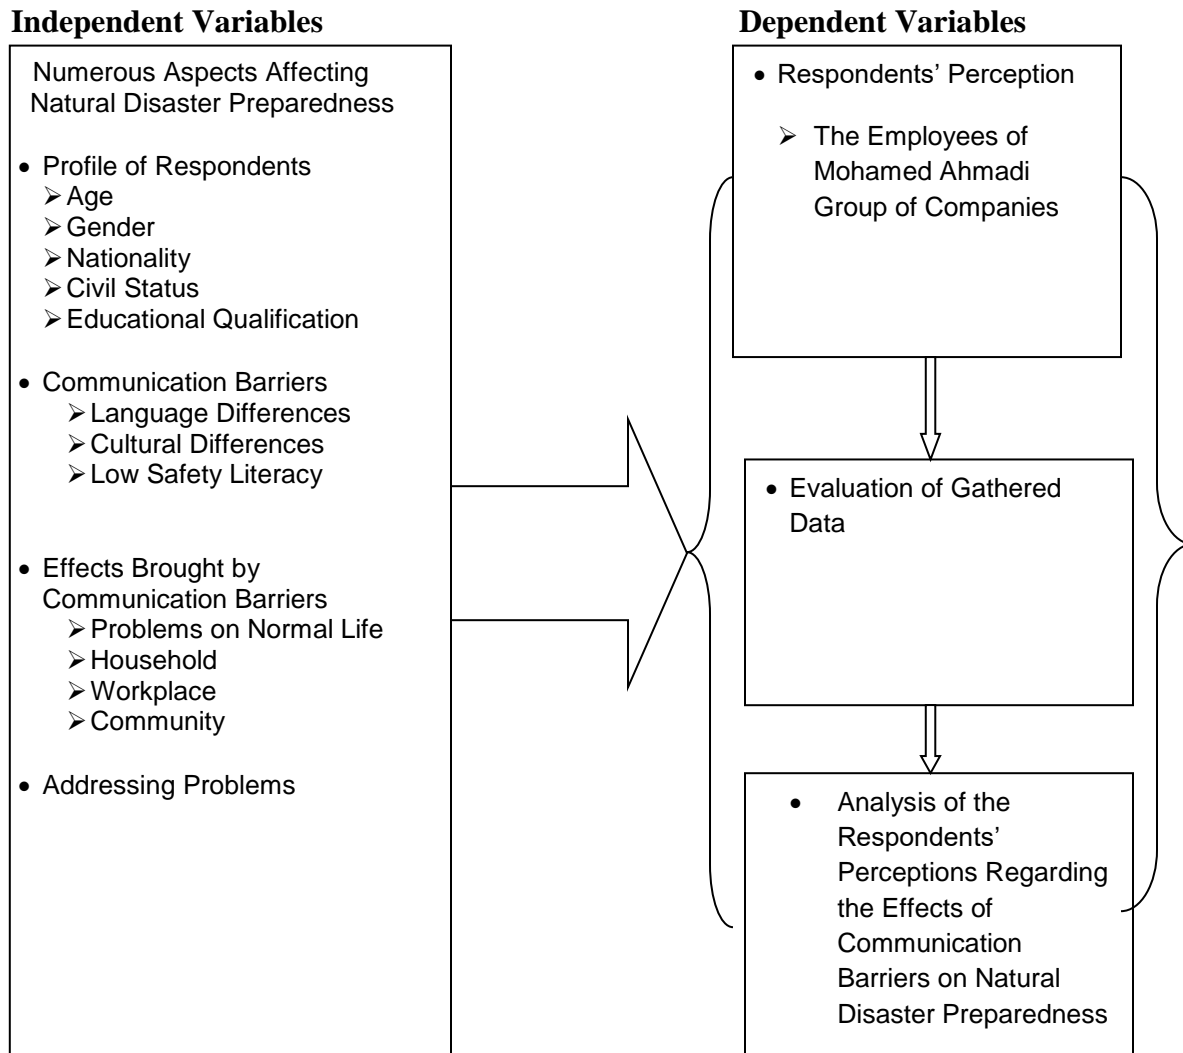 Independent Variables
Numerous Aspects Affecting
Natural Disaster Preparedness
• Profile of Respondents
➢ Age
➢ Gender
➢ Nationality
➢ Civil Status
➢ Educational Qualification
• Communication Barriers
➢ Language Differences
➢ Cultural Differences
➢ Low Safety Literacy
• Effects Brought by
Communication Barriers
➢ Problems on Normal Life
➢ Household
➢ Workplace
➢ Community
• Addressing Problems
Dependent Variables
• Respondents’ Perception
➢ The Employees of
Mohamed Ahmadi
Group of Companies
• Evaluation of Gathered
Data
• Analysis of the
Respondents’
Perceptions Regarding
the Effects of
Communication
Barriers on Natural
Disaster Preparedness